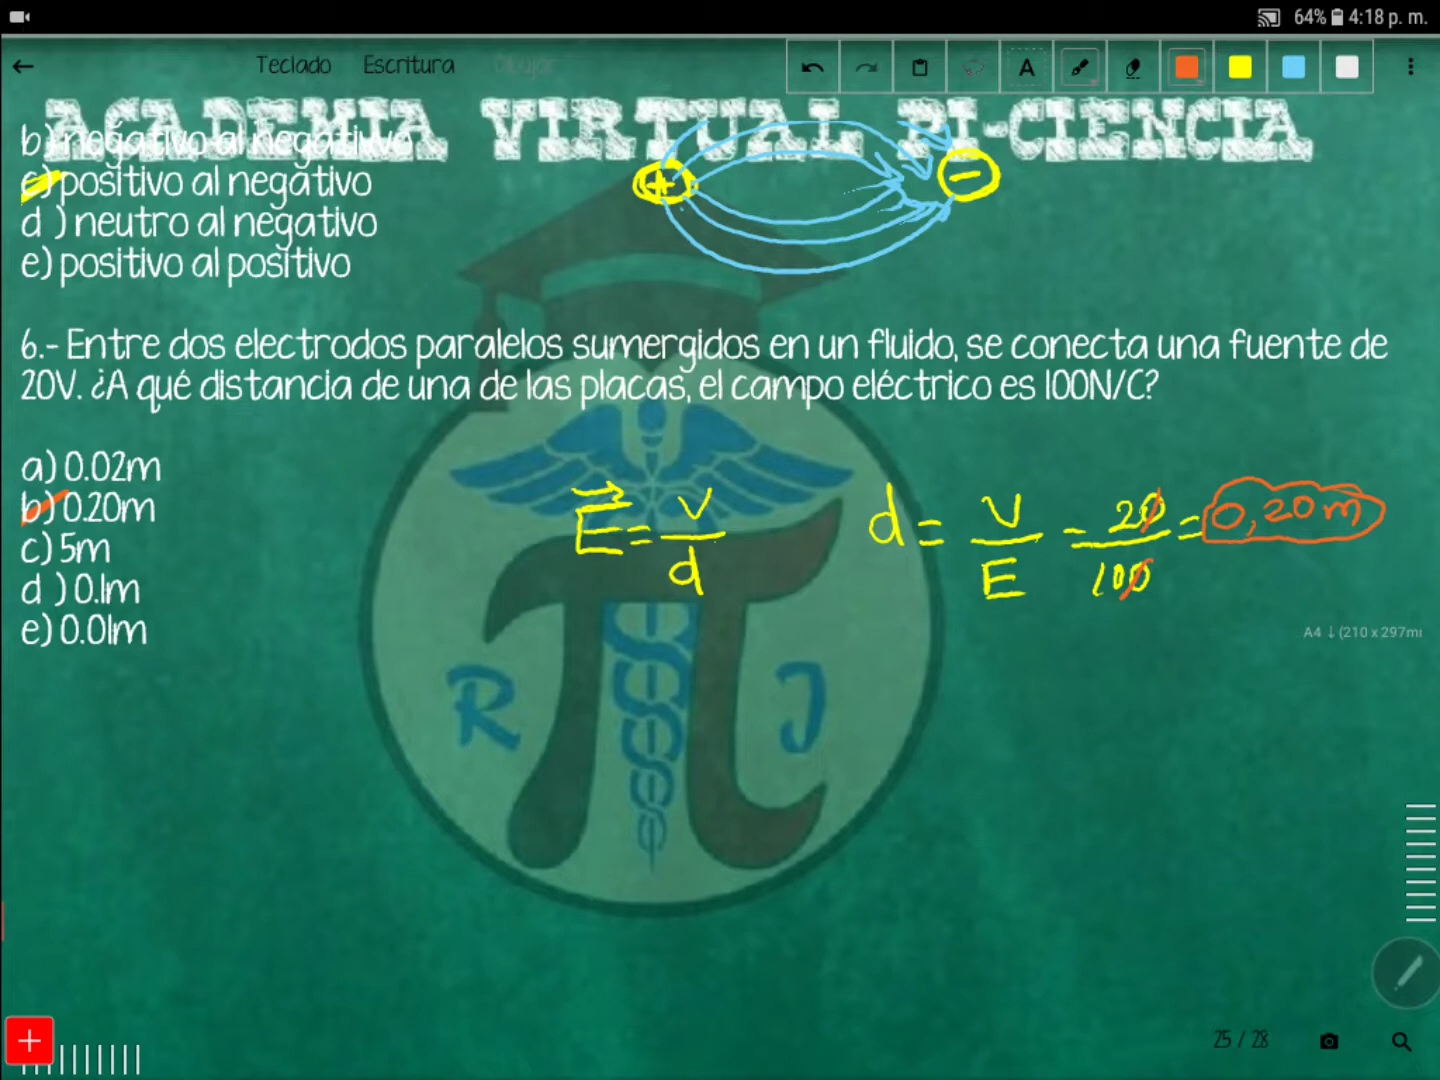 64% 4:18 p. m.
Teclado Escritura Dibujar
ACADEMIA VIRTUAL PI-CIENCIA
b) negativo al negativo
c) positivo al negativo
d ) neutro al negativo
e) positivo al positivo
+ −
6.- Entre dos electrodos paralelos sumergidos en un fluido, se conecta una fuente de
20V. ¿A qué distancia de una de las placas, el campo eléctrico es 100N/C?
a) 0.02m
b) 0.20m
c) 5m
d ) 0.1m
e) 0.01m
E = V / d
d = V / E = 20 / 100 = 0,20 m
A4 ↓ (210 x 297m
R π J
25 / 28